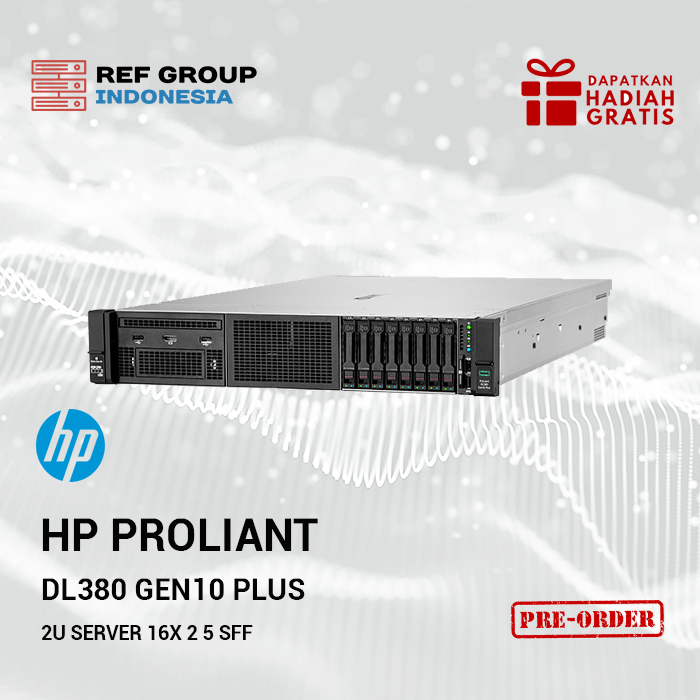 REF GROUP
INDONESIA
DAPATKAN
HADIAH
GRATIS
hp
HP PROLIANT
DL380 GEN10 PLUS
2U SERVER 16X 2 5 SFF
PRE-ORDER